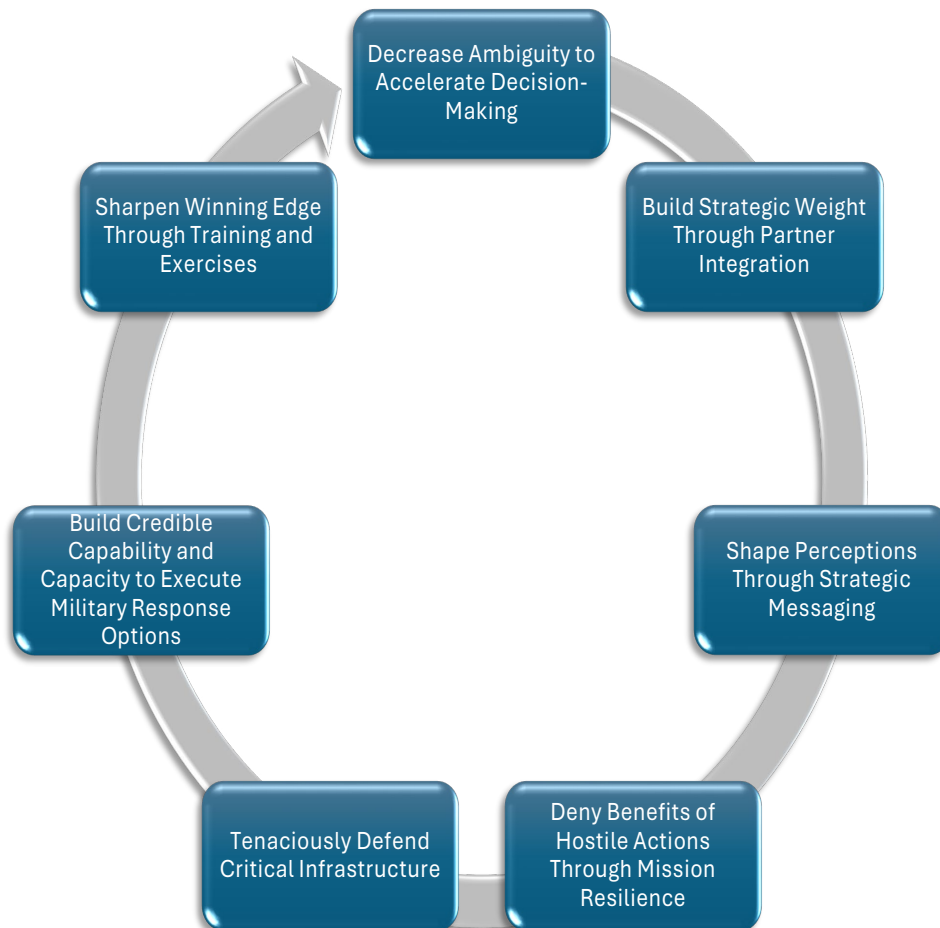 Decrease Ambiguity to
Accelerate Decision-
Making
Build Strategic Weight
Through Partner
Integration
Shape Perceptions
Through Strategic
Messaging
Deny Benefits of
Hostile Actions
Through Mission
Resilience
Tenaciously Defend
Critical Infrastructure
Build Credible
Capability and
Capacity to Execute
Military Response
Options
Sharpen Winning Edge
Through Training and
Exercises